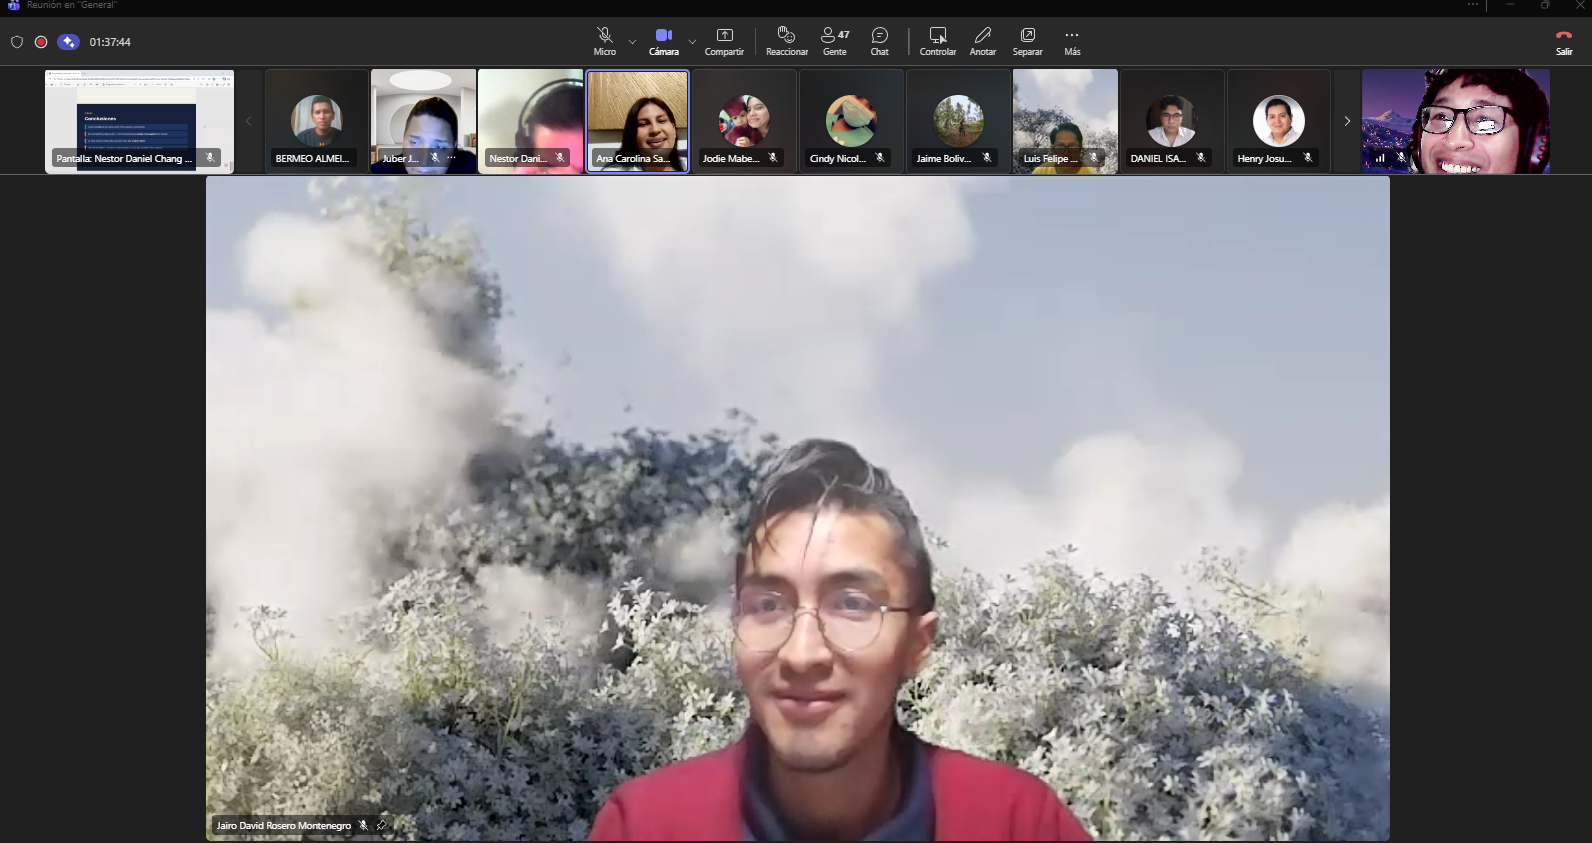 Reunión en "General"
01:37:44
Micro
Cámara
Compartir
Reaccionar
47
Gente
Chat
Controlar
Anotar
Separar
Más
Salir
Conclusiones
Pantalla: Nestor Daniel Chang ...
BERMEO ALMEI...
Juber J...
Nestor Dani...
Ana Carolina Sa...
Jodie Mabe...
Cindy Nicol...
Jaime Boliv...
Luis Felipe ...
DANIEL ISA...
Henry Josu...
Jairo David Rosero Montenegro